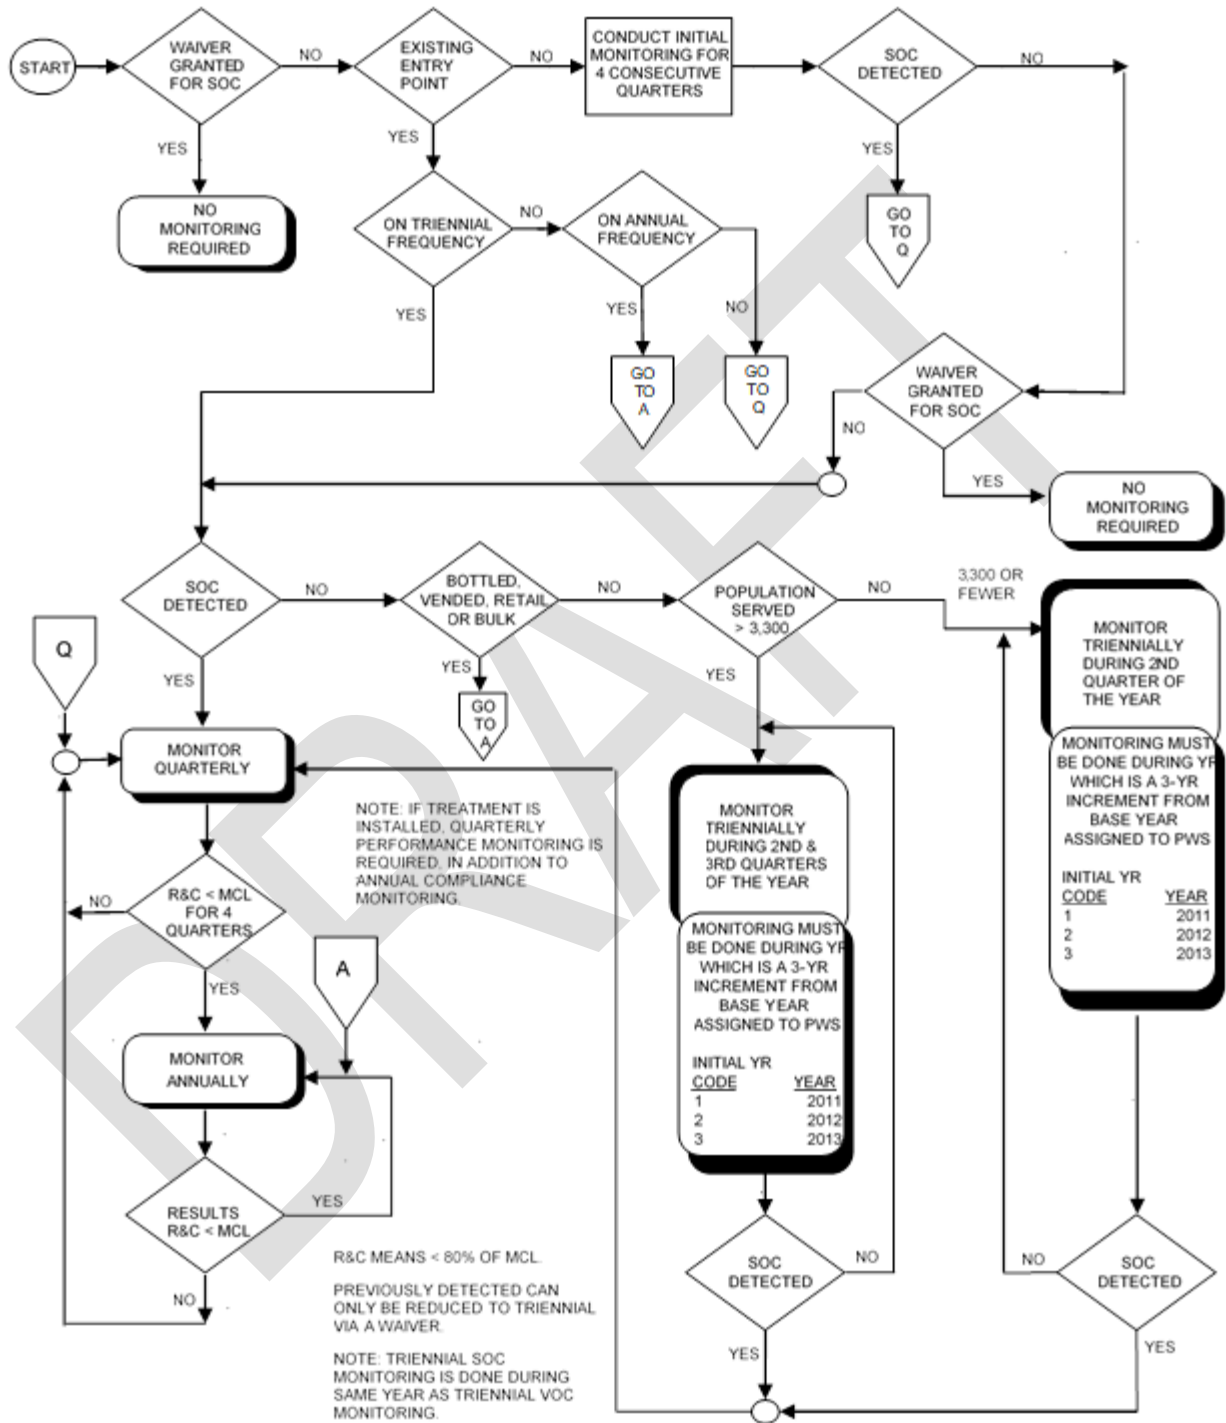 START
WAIVER
GRANTED
FOR SOC
NO
YES
NO
MONITORING
REQUIRED
EXISTING
ENTRY
POINT
NO
YES
CONDUCT INITIAL
MONITORING FOR
4 CONSECUTIVE
QUARTERS
SOC
DETECTED
NO
YES
GO
TO
Q
ON TRIENNIAL
FREQUENCY
NO
YES
ON ANNUAL
FREQUENCY
YES
NO
GO
TO
A
GO
TO
Q
WAIVER
GRANTED
FOR SOC
NO
YES
NO
MONITORING
REQUIRED
SOC
DETECTED
NO
YES
BOTTLED,
VENDED, RETAIL
OR BULK
NO
YES
GO
TO
A
POPULATION
SERVED
> 3,300
NO
YES
3,300 OR
FEWER
MONITOR
TRIENNIALLY
DURING 2ND
QUARTER OF
THE YEAR
MONITORING MUST
BE DONE DURING YR
WHICH IS A 3-YR
INCREMENT FROM
BASE YEAR
ASSIGNED TO PWS
INITIAL YR
CODE YEAR
1 2011
2 2012
3 2013
Q
MONITOR
QUARTERLY
NOTE: IF TREATMENT IS
INSTALLED, QUARTERLY
PERFORMANCE MONITORING IS
REQUIRED, IN ADDITION TO
ANNUAL COMPLIANCE
MONITORING.
MONITOR
TRIENNIALLY
DURING 2ND &
3RD QUARTERS
OF THE YEAR
MONITORING MUST
BE DONE DURING YR
WHICH IS A 3-YR
INCREMENT FROM
BASE YEAR
ASSIGNED TO PWS
INITIAL YR
CODE YEAR
1 2011
2 2012
3 2013
R&C < MCL
FOR 4
QUARTERS
NO
YES
A
MONITOR
ANNUALLY
RESULTS
R&C < MCL
YES
NO
R&C MEANS < 80% OF MCL.
PREVIOUSLY DETECTED CAN
ONLY BE REDUCED TO TRIENNIAL
VIA A WAIVER.
NOTE: TRIENNIAL SOC
MONITORING IS DONE DURING
SAME YEAR AS TRIENNIAL VOC
MONITORING.
SOC
DETECTED
NO
YES
SOC
DETECTED
NO
YES
DRAFT